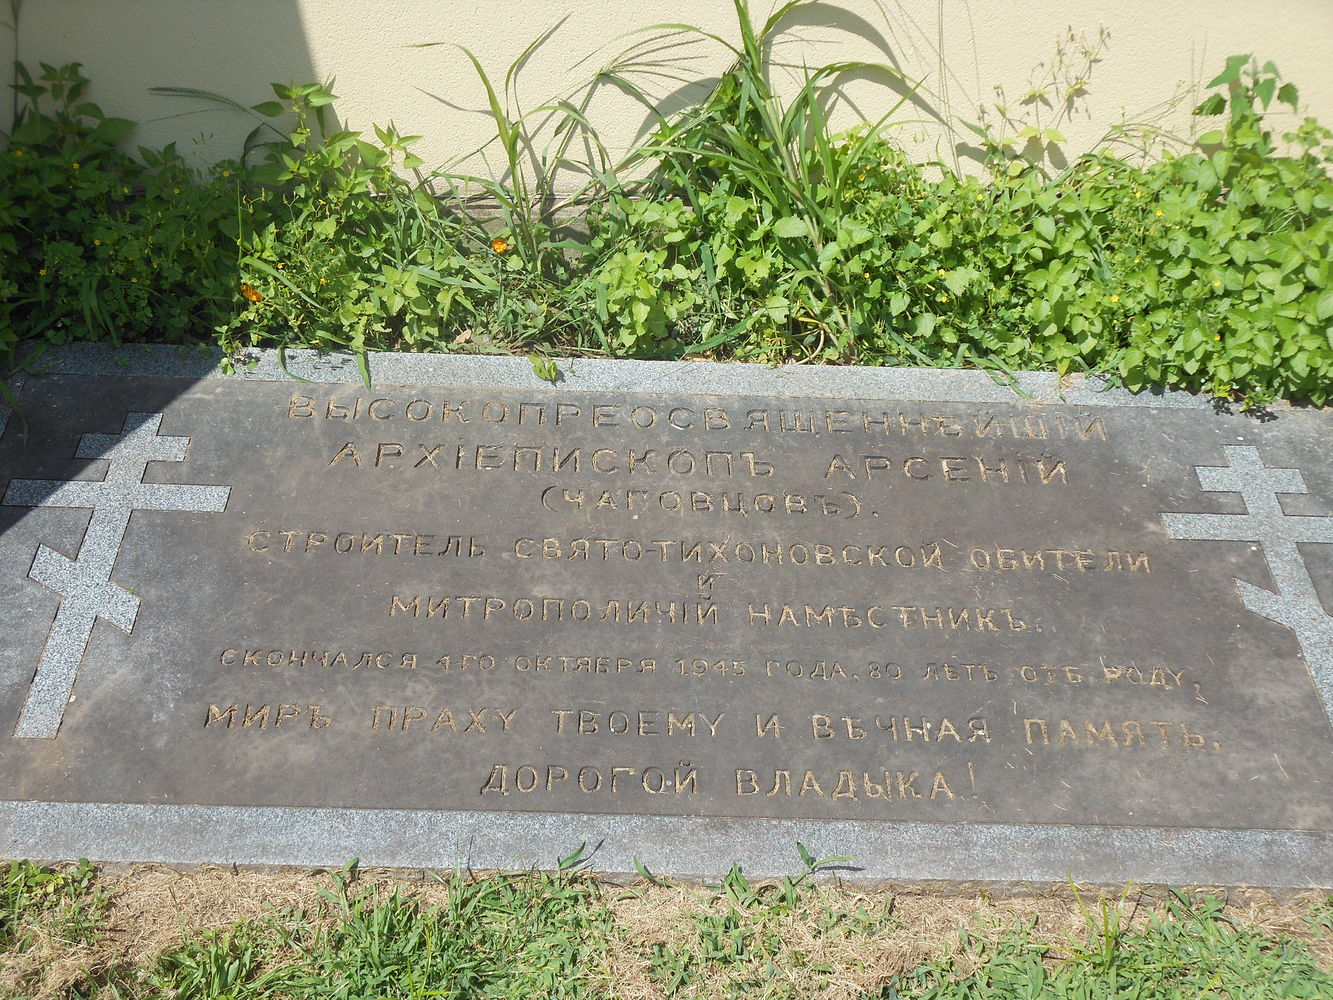 ВЫСОКОПРЕОСВЯЩЕННѢЙШІЙ
АРХІЕПИСКОПЪ АРСЕНІЙ
(ЧАГОВЦОВЪ).
СТРОИТЕЛЬ СВЯТО-ТИХОНОВСКОЙ ОБИТЕЛИ
И
МИТРОПОЛИЧІЙ НАМѢСТНИКЪ.
СКОНЧАЛСЯ 4-ГО ОКТЯБРЯ 1945 ГОДА, 80 ЛѢТЪ ОТЪ РОДУ,
МИРЪ ПРАХУ ТВОЕМУ И ВѢЧНАЯ ПАМЯТЬ,
ДОРОГОЙ ВЛАДЫКА!